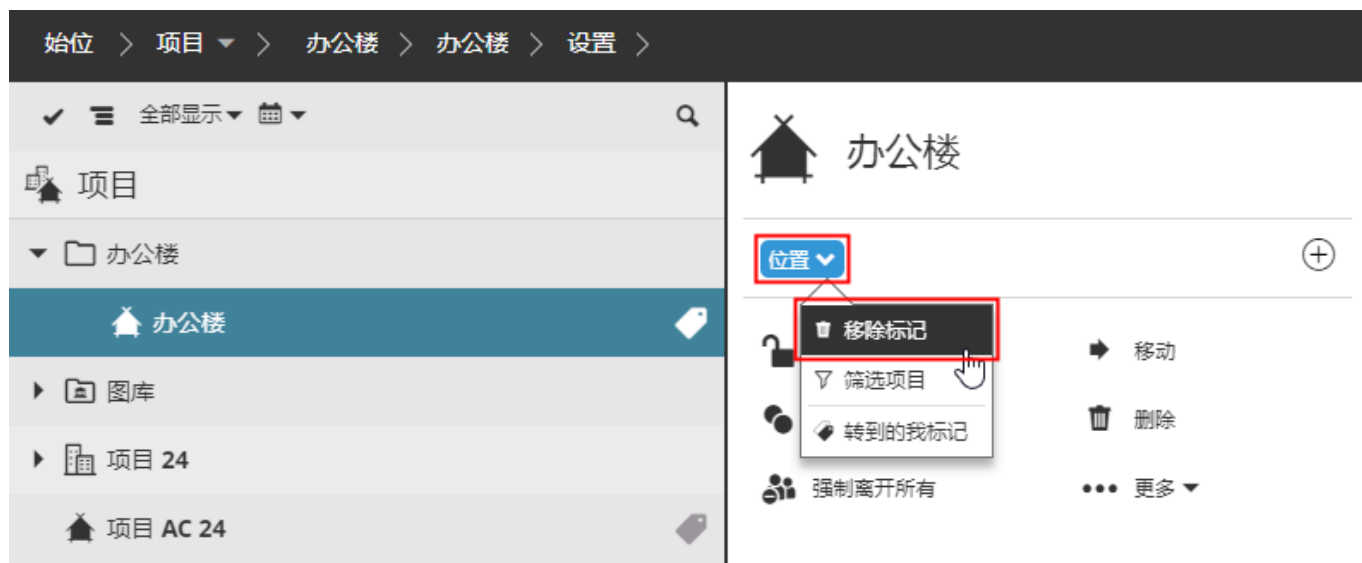 始位 > 项目 > 办公楼 > 办公楼 > 设置 >
全部显示
项目
办公楼
办公楼
图库
项目 24
项目 AC 24
办公楼
位置
移除标记
筛选项目
转到的我标记
移动
删除
强制离开所有
更多